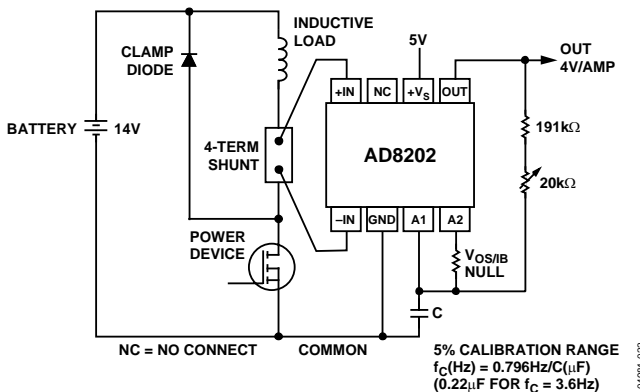 INDUCTIVE
LOAD
CLAMP
DIODE
5V
OUT
4V/AMP
+IN
NC
+VS
OUT
BATTERY
14V
4-TERM
SHUNT
AD8202
191kΩ
20kΩ
–IN
GND
A1
A2
POWER
DEVICE
VOS/IB
NULL
C
NC = NO CONNECT
COMMON
5% CALIBRATION RANGE
fC(Hz) = 0.796Hz/C(μF)
(0.22μF FOR fC = 3.6Hz)